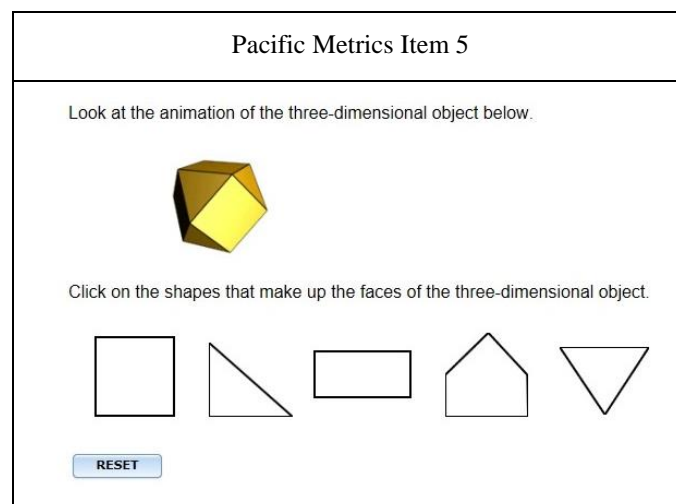 Pacific Metrics Item 5
Look at the animation of the three-dimensional object below.
Click on the shapes that make up the faces of the three-dimensional object.
RESET